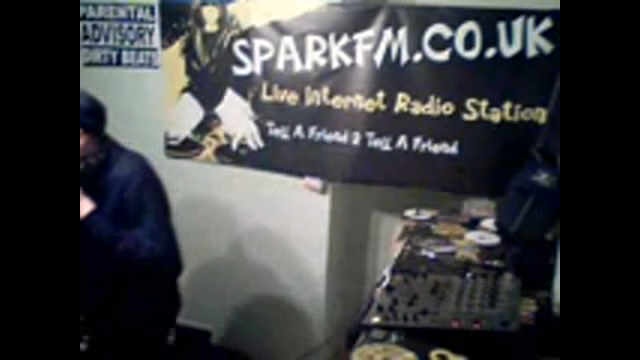 PARENTAL
ADVISORY
DIRTY BEATS
SPARKFM.CO.UK
Live Internet Radio Station
Tell A Friend 2 Tell A Friend